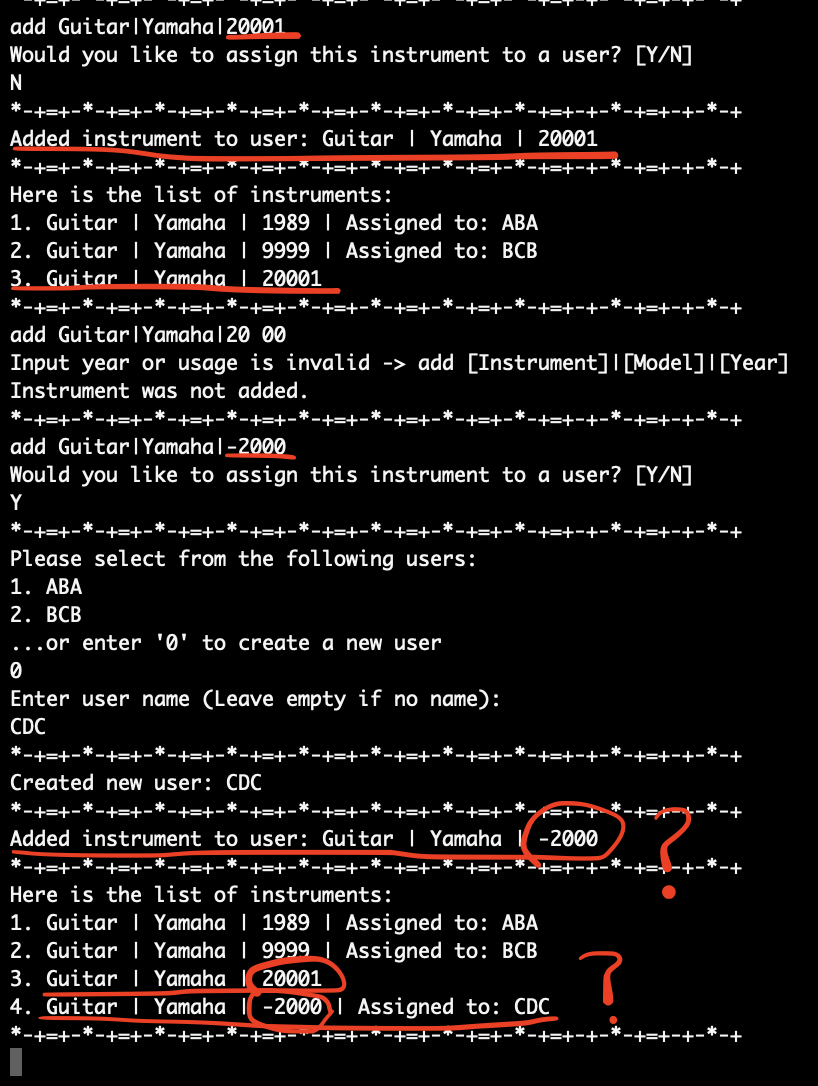 *-+=+-*-+=+-*-+=+-*-+=+-*-+=+-*-+=+-*-+=+-*-+=+-*-+=+-+-*-+
add Guitar|Yamaha|20001
Would you like to assign this instrument to a user? [Y/N]
N
*-+=+-*-+=+-*-+=+-*-+=+-*-+=+-*-+=+-*-+=+-*-+=+-*-+=+-+-*-+
Added instrument to user: Guitar | Yamaha | 20001
*-+=+-*-+=+-*-+=+-*-+=+-*-+=+-*-+=+-*-+=+-*-+=+-*-+=+-+-*-+
Here is the list of instruments:
1. Guitar | Yamaha | 1989 | Assigned to: ABA
2. Guitar | Yamaha | 9999 | Assigned to: BCB
3. Guitar | Yamaha | 20001
*-+=+-*-+=+-*-+=+-*-+=+-*-+=+-*-+=+-*-+=+-*-+=+-*-+=+-+-*-+
add Guitar|Yamaha|20 00
Input year or usage is invalid -> add [Instrument]|[Model]|[Year]
Instrument was not added.
*-+=+-*-+=+-*-+=+-*-+=+-*-+=+-*-+=+-*-+=+-*-+=+-*-+=+-+-*-+
add Guitar|Yamaha|-2000
Would you like to assign this instrument to a user? [Y/N]
Y
*-+=+-*-+=+-*-+=+-*-+=+-*-+=+-*-+=+-*-+=+-*-+=+-*-+=+-+-*-+
Please select from the following users:
1. ABA
2. BCB
...or enter '0' to create a new user
0
Enter user name (Leave empty if no name):
CDC
*-+=+-*-+=+-*-+=+-*-+=+-*-+=+-*-+=+-*-+=+-*-+=+-*-+=+-+-*-+
Created new user: CDC
*-+=+-*-+=+-*-+=+-*-+=+-*-+=+-*-+=+-*-+=+-*-+=+-*-+=+-+-*-+
Added instrument to user: Guitar | Yamaha | -2000 ?
*-+=+-*-+=+-*-+=+-*-+=+-*-+=+-*-+=+-*-+=+-*-+=+-*-+=+-+-*-+
Here is the list of instruments:
1. Guitar | Yamaha | 1989 | Assigned to: ABA
2. Guitar | Yamaha | 9999 | Assigned to: BCB
3. Guitar | Yamaha | 20001 ?
4. Guitar | Yamaha | -2000 | Assigned to: CDC
*-+=+-*-+=+-*-+=+-*-+=+-*-+=+-*-+=+-*-+=+-*-+=+-*-+=+-+-*-+